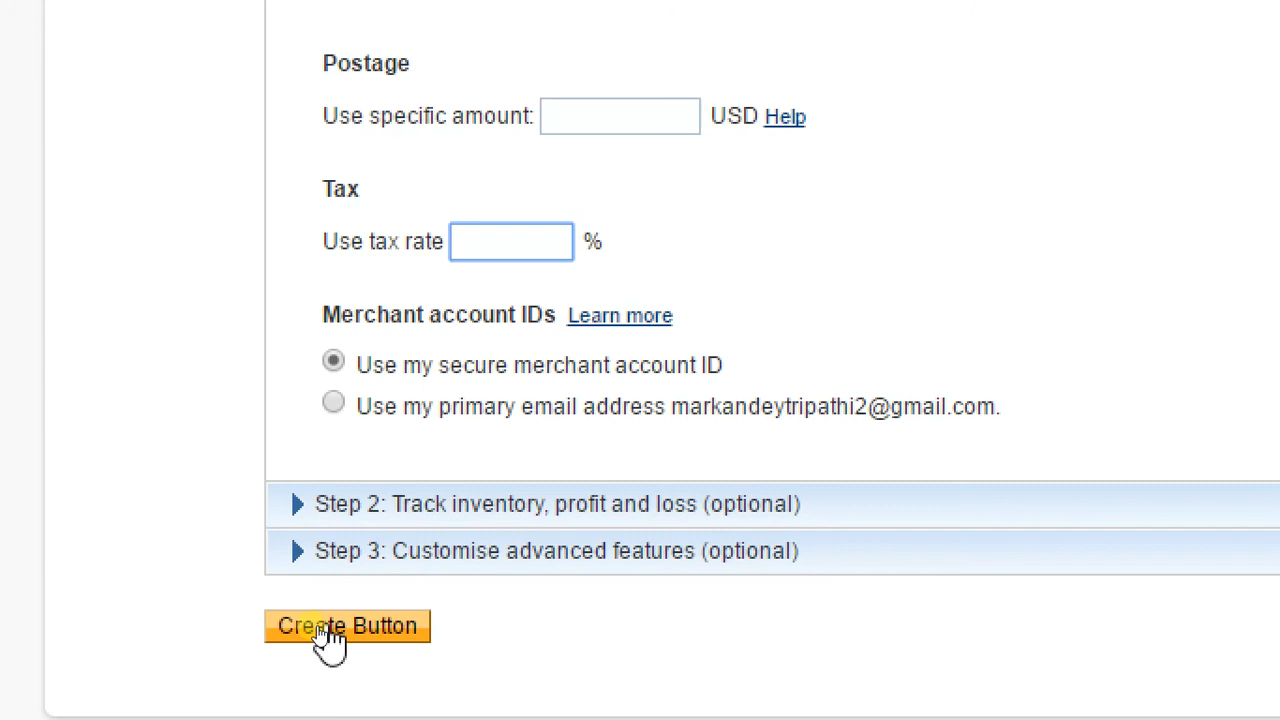 Postage
Use specific amount: USD Help
Tax
Use tax rate %
Merchant account IDs Learn more
Use my secure merchant account ID
Use my primary email address markandeytripathi2@gmail.com.
Step 2: Track inventory, profit and loss (optional)
Step 3: Customise advanced features (optional)
Create Button